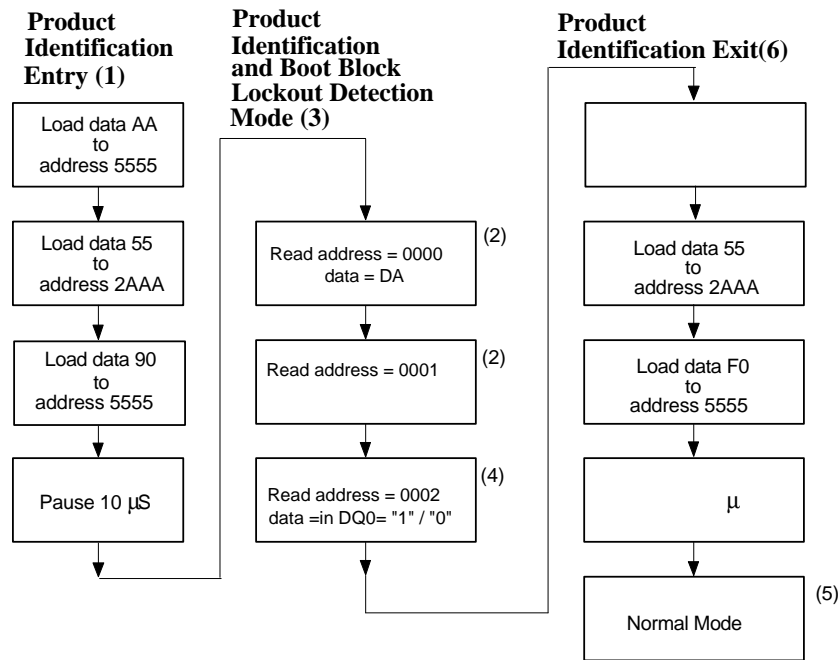 Product
Identification
Entry (1)
Load data AA
to
address 5555
Load data 55
to
address 2AAA
Load data 90
to
address 5555
Pause 10 μS
Product
Identification
and Boot Block
Lockout Detection
Mode (3)
Read address = 0000
data = DA
(2)
Read address = 0001
(2)
Read address = 0002
data =in DQ0= "1" / "0"
(4)
Product
Identification Exit(6)
Load data 55
to
address 2AAA
Load data F0
to
address 5555
μ
Normal Mode
(5)